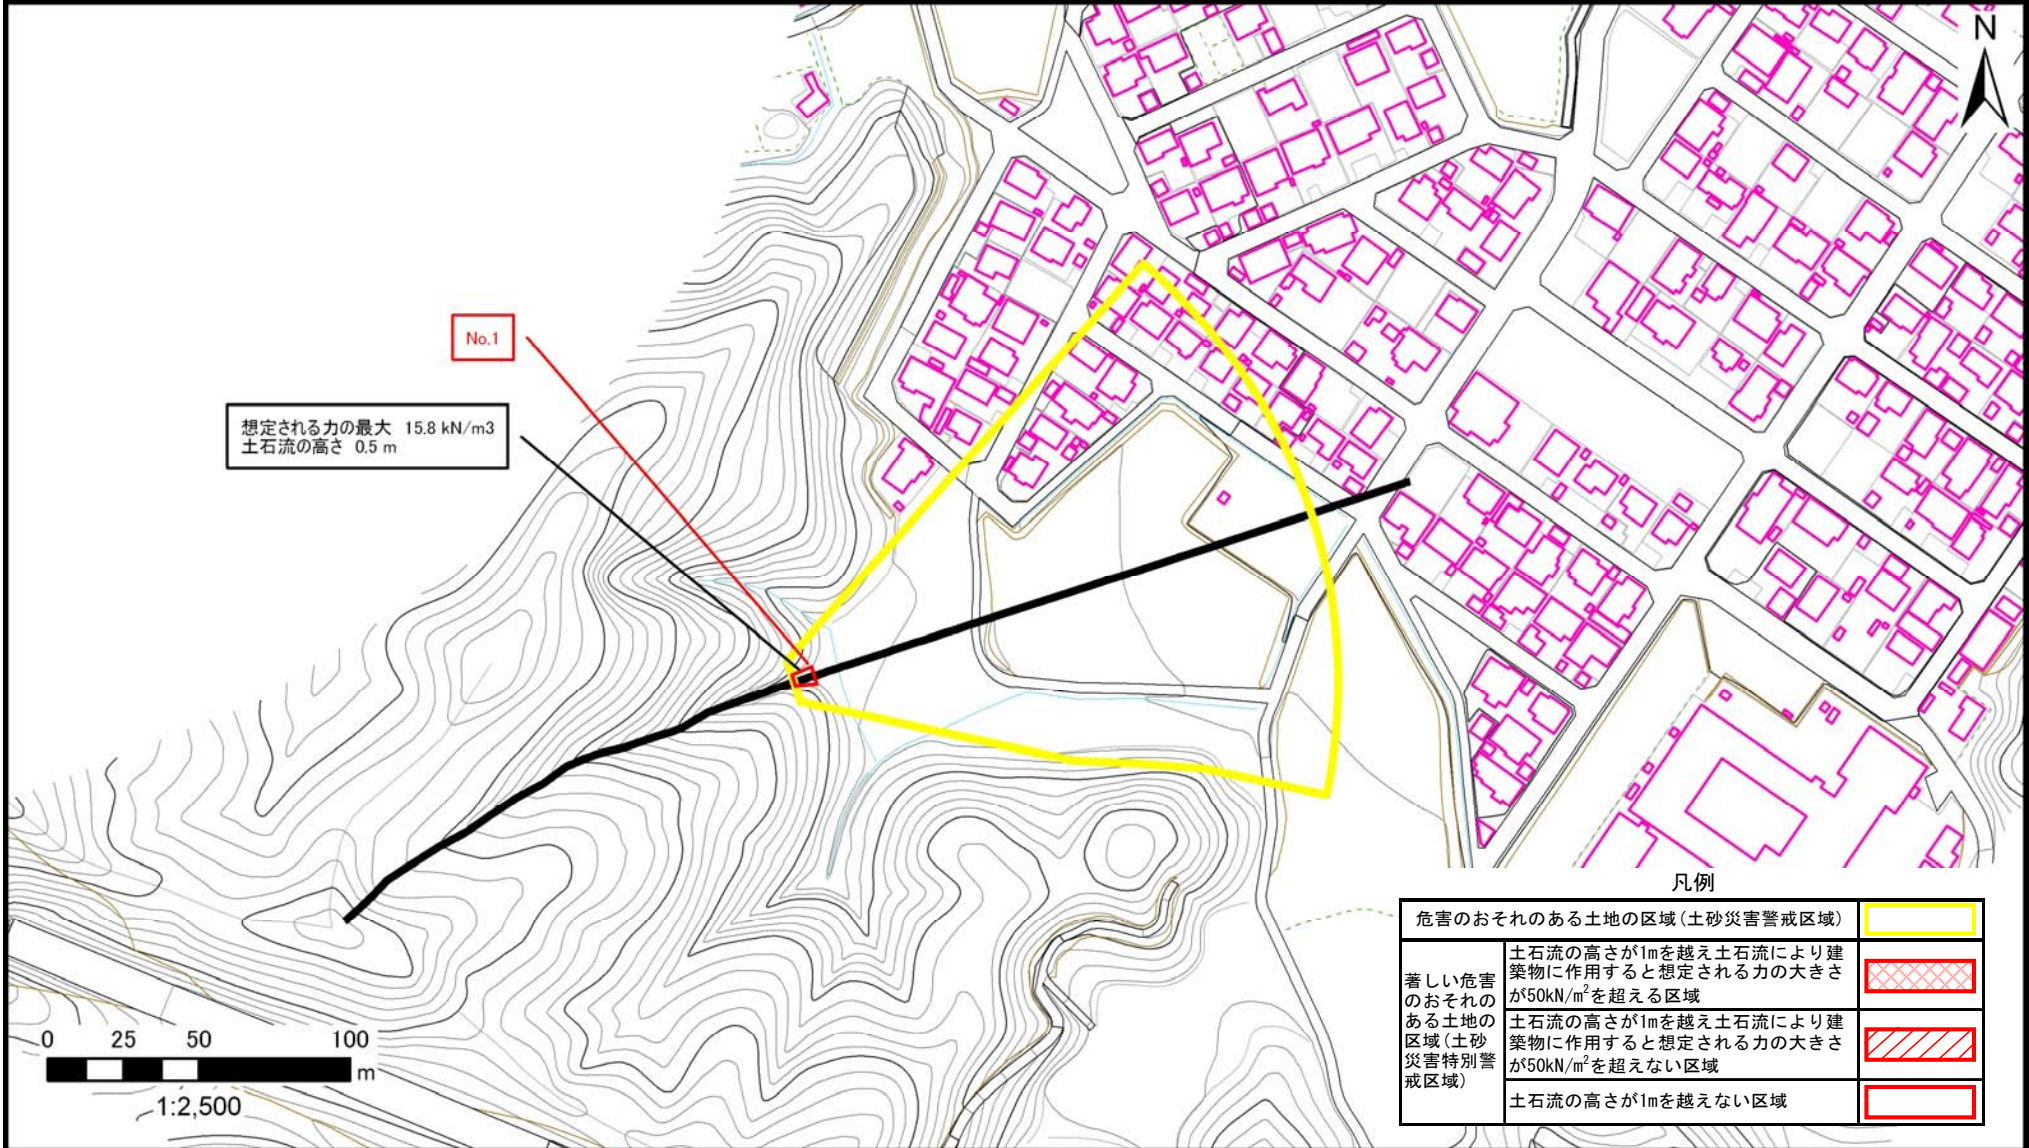 N
No.1
想定される力の最大 15.8 kN/m3
土石流の高さ 0.5 m
凡例
危害のおそれのある土地の区域(土砂災害警戒区域)
著しい危害
のおそれの
ある土地の
区域(土砂
災害特別警
戒区域)
土石流の高さが1mを越え土石流により建
築物に作用すると想定される力の大きさ
が50kN/m²を超える区域
土石流の高さが1mを越え土石流により建
築物に作用すると想定される力の大きさ
が50kN/m²を超えない区域
土石流の高さが1mを越えない区域
0 25 50 100
m
1:2,500